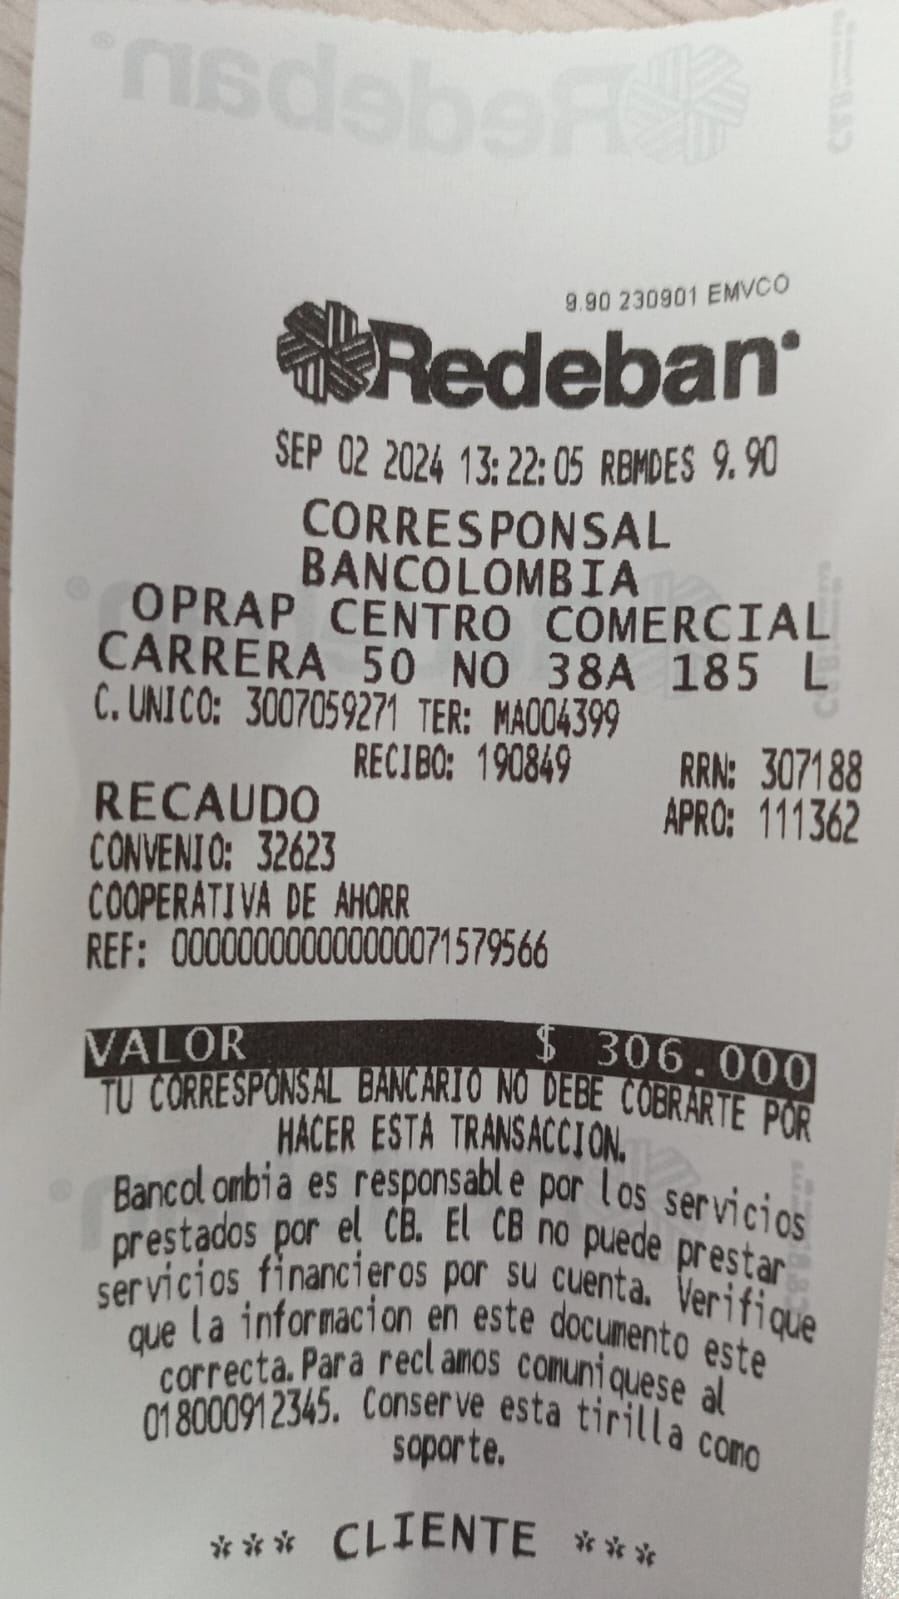 9.90 230901 EMVCO
Redeban
SEP 02 2024 13:22:05 RBMDES 9.90
CORRESPONSAL
BANCOLOMBIA
OPRAP CENTRO COMERCIAL
CARRERA 50 NO 38A 185 L
C.UNICO: 3007059271 TER: MA004399
RECIBO: 190849 RRN: 307188
RECAUDO APRO: 111362
CONVENIO: 32623
COOPERATIVA DE AHORR
REF: 0000000000000000071579566
VALOR $ 306.000
TU CORRESPONSAL BANCARIO NO DEBE COBRARTE POR
HACER ESTA TRANSACCION.
Bancolombia es responsable por los servicios
prestados por el CB. El CB no puede prestar
servicios financieros por su cuenta. Verifique
que la informacion en este documento este
correcta.Para reclamos comuniquese al
018000912345. Conserve esta tirilla como
soporte.
*** CLIENTE ***